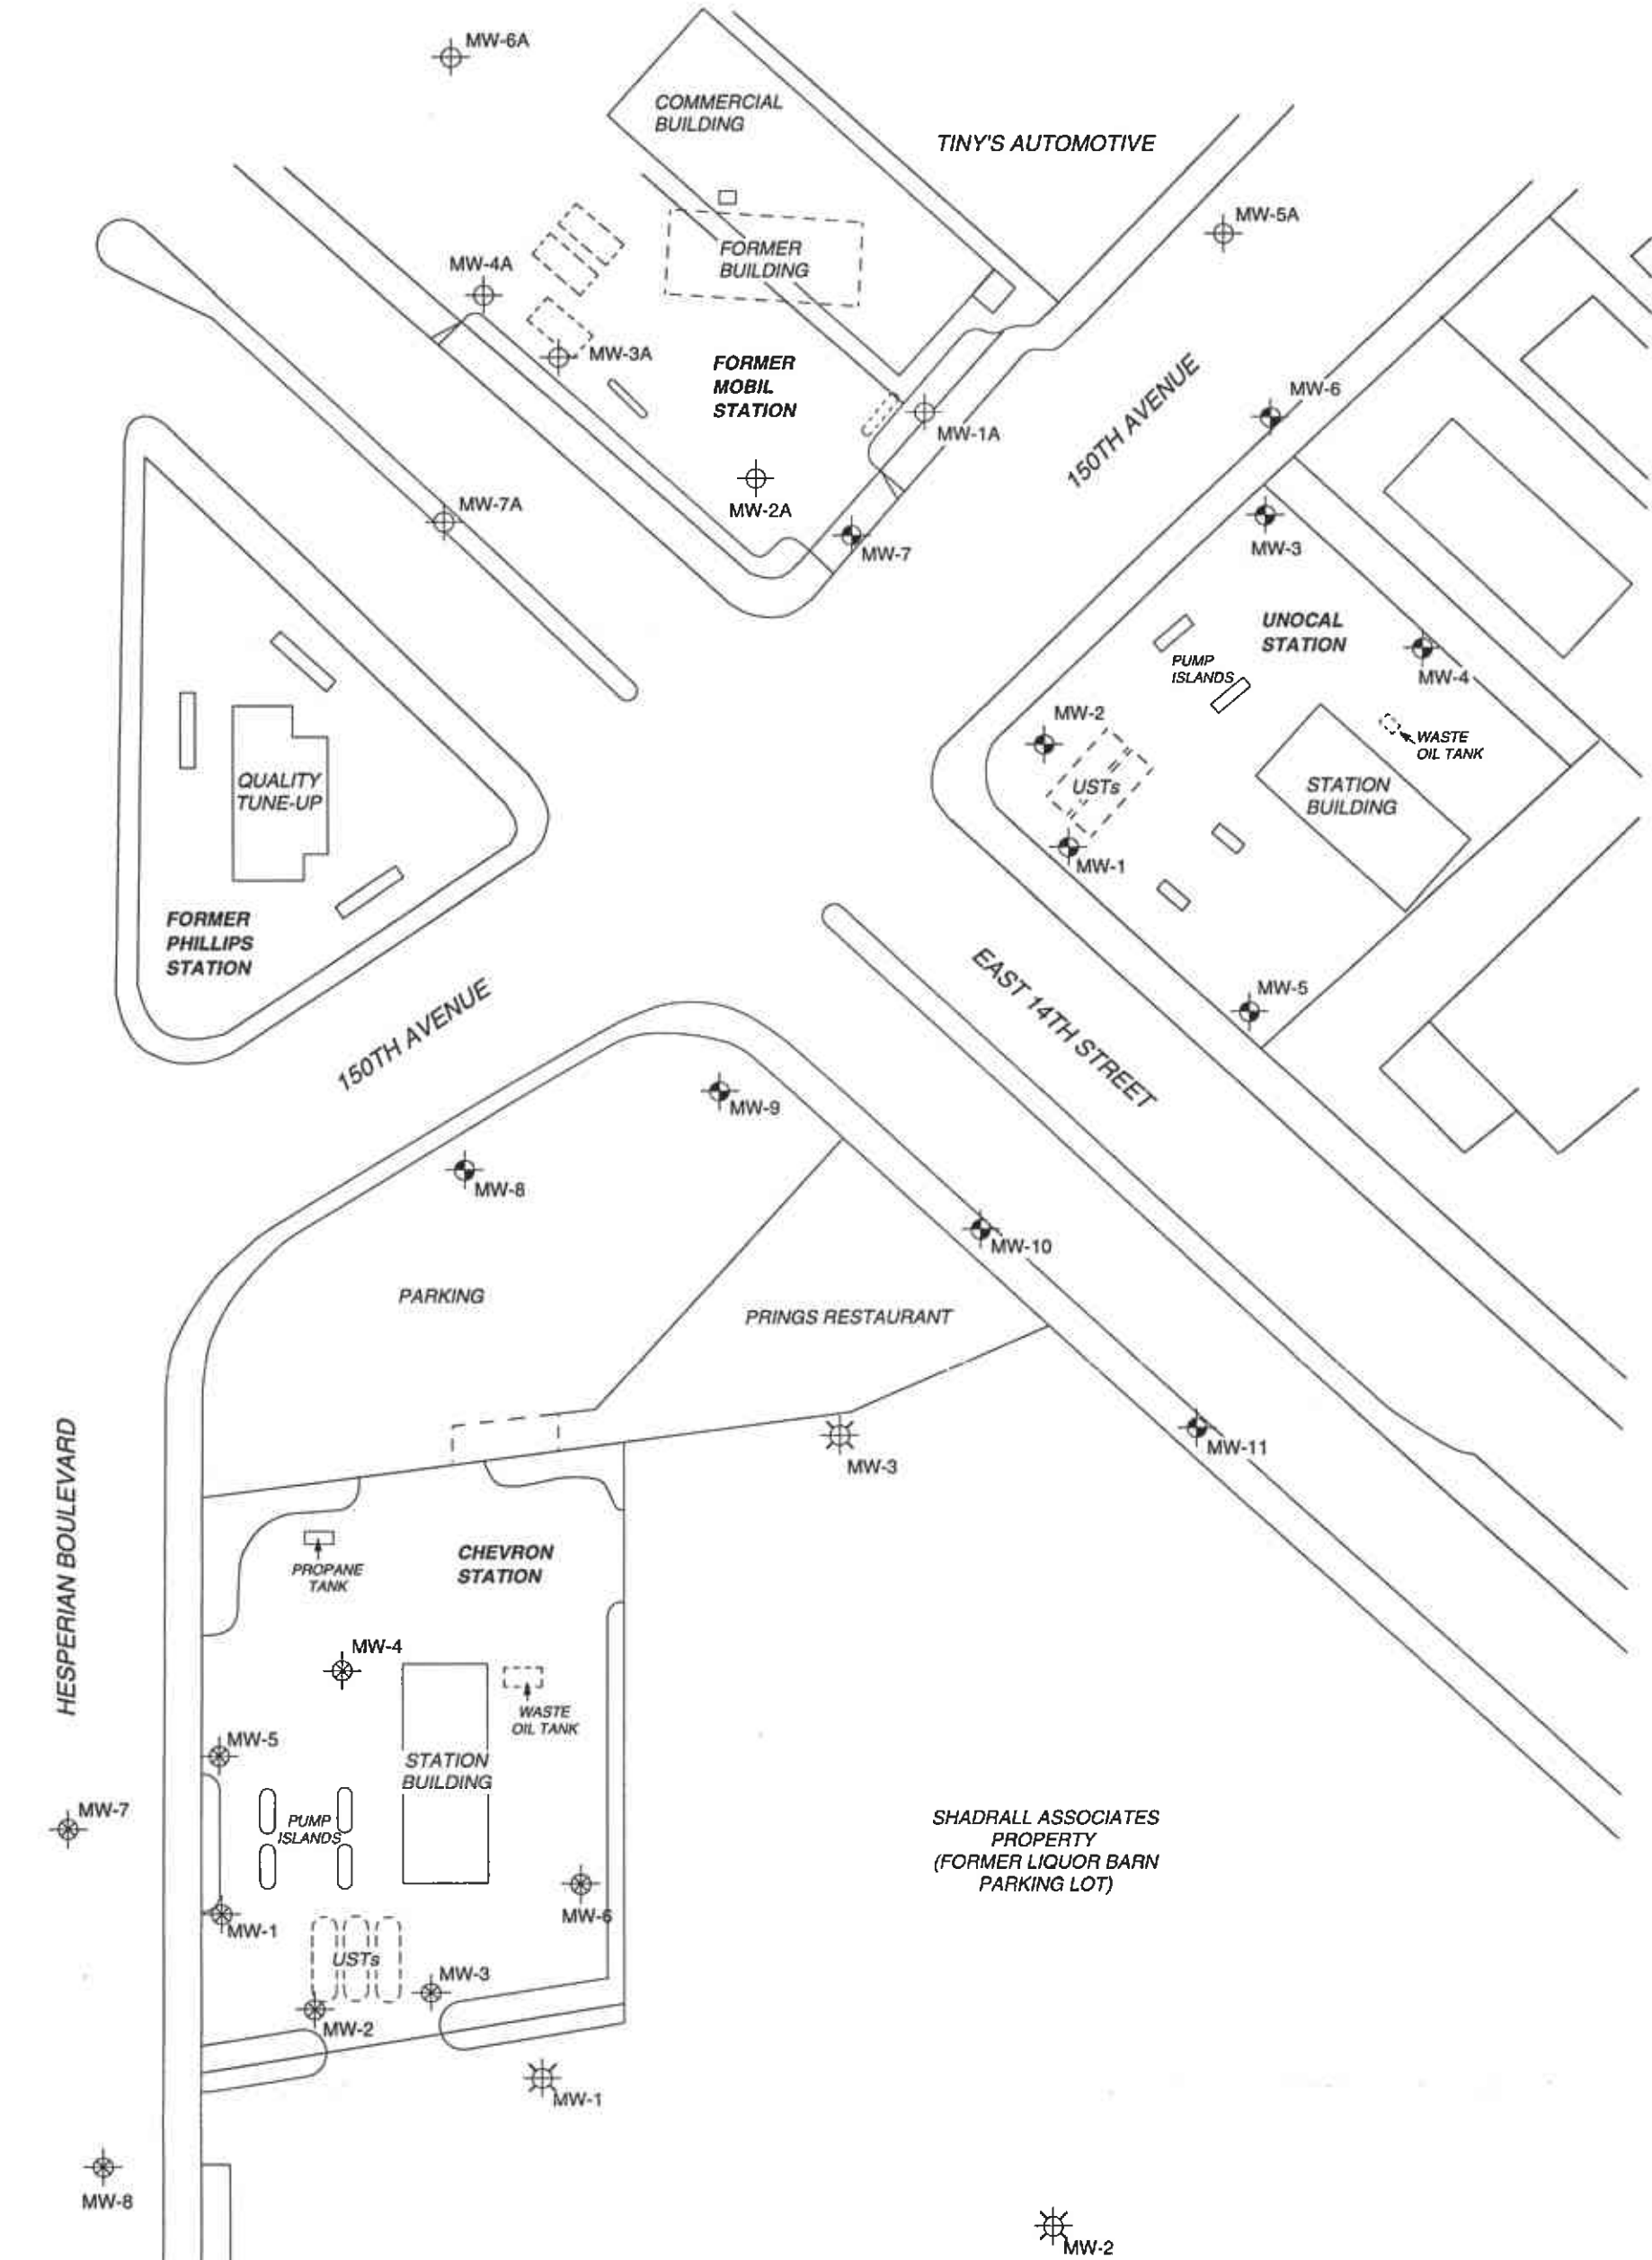 MW-6A
COMMERCIAL
BUILDING
TINY'S AUTOMOTIVE
MW-5A
FORMER
BUILDING
MW-4A
MW-3A
FORMER
MOBIL
STATION
MW-1A
150TH AVENUE
MW-6
MW-7A
MW-2A
MW-7
MW-3
UNOCAL
STATION
PUMP
ISLANDS
MW-4
MW-2
WASTE
OIL TANK
USTs
STATION
BUILDING
QUALITY
TUNE-UP
MW-1
FORMER
PHILLIPS
STATION
150TH AVENUE
EAST 14TH STREET
MW-5
MW-9
MW-8
MW-10
PARKING
PRINGS RESTAURANT
MW-11
MW-3
HESPERIAN BOULEVARD
PROPANE
TANK
CHEVRON
STATION
MW-4
WASTE
OIL TANK
MW-5
STATION
BUILDING
MW-7
PUMP
ISLANDS
SHADRALL ASSOCIATES
PROPERTY
(FORMER LIQUOR BARN
PARKING LOT)
MW-6
MW-1
USTs
MW-3
MW-2
MW-1
MW-8
MW-2